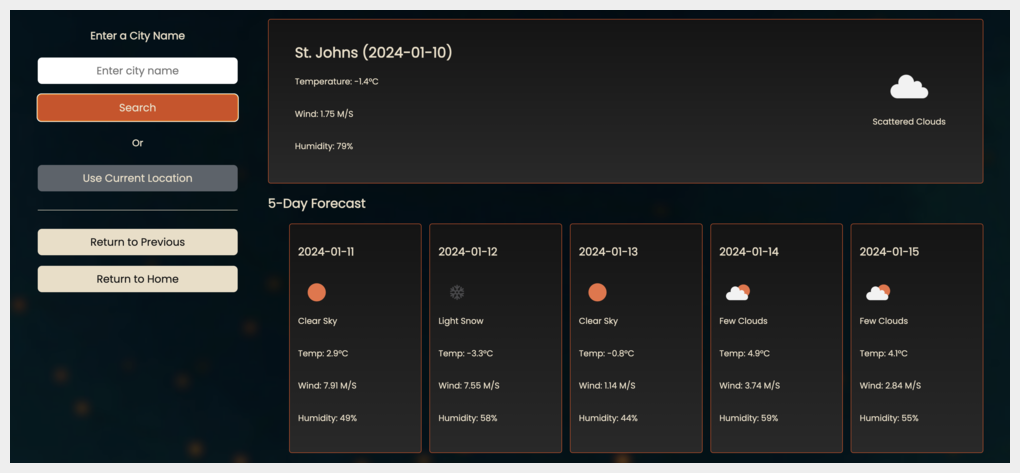 Enter a City Name
Enter city name
Search
Or
Use Current Location
Return to Previous
Return to Home
St. Johns (2024-01-10)
Temperature: -1.4°C
Wind: 1.75 M/S
Humidity: 79%
Scattered Clouds
5-Day Forecast
2024-01-11
Clear Sky
Temp: 2.9°C
Wind: 7.91 M/S
Humidity: 49%
2024-01-12
Light Snow
Temp: -3.3°C
Wind: 7.55 M/S
Humidity: 58%
2024-01-13
Clear Sky
Temp: -0.8°C
Wind: 1.14 M/S
Humidity: 44%
2024-01-14
Few Clouds
Temp: 4.9°C
Wind: 3.74 M/S
Humidity: 59%
2024-01-15
Few Clouds
Temp: 4.1°C
Wind: 2.84 M/S
Humidity: 55%